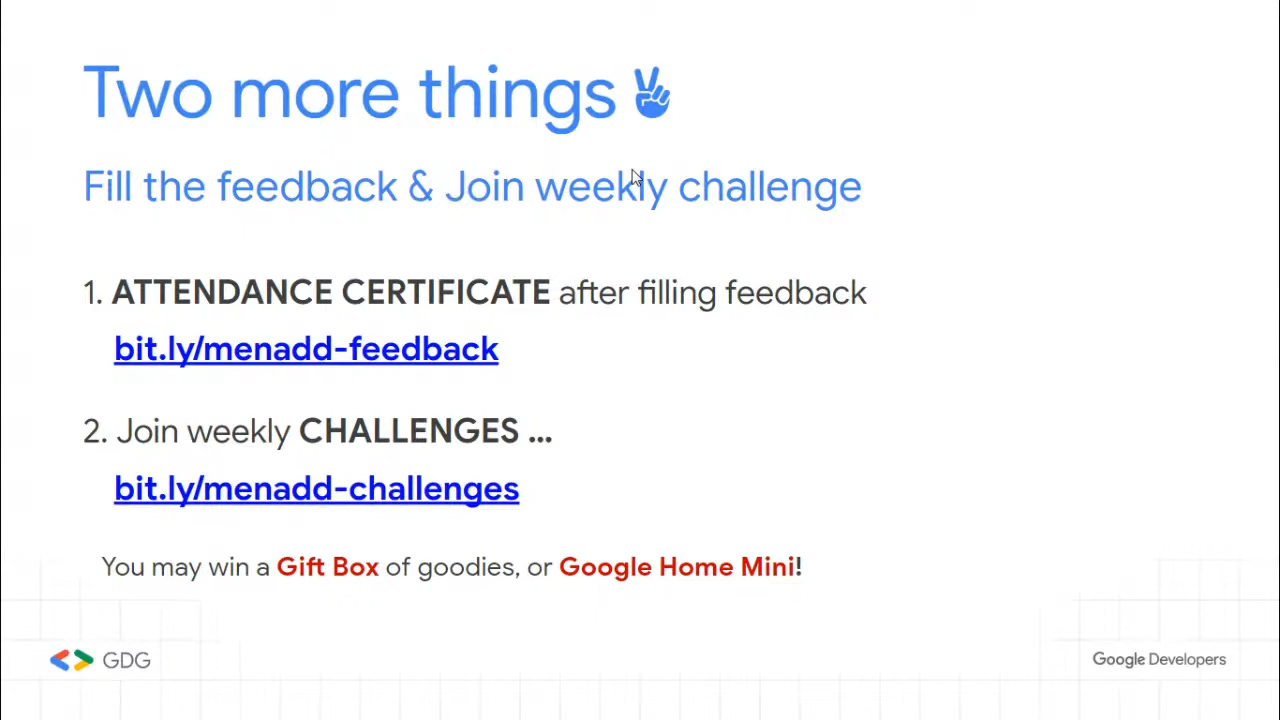 Two more things✌
Fill the feedback & Join weekly challenge
1. ATTENDANCE CERTIFICATE after filling feedback
bit.ly/menadd-feedback
2. Join weekly CHALLENGES ...
bit.ly/menadd-challenges
You may win a Gift Box of goodies, or Google Home Mini!
GDG
Google Developers